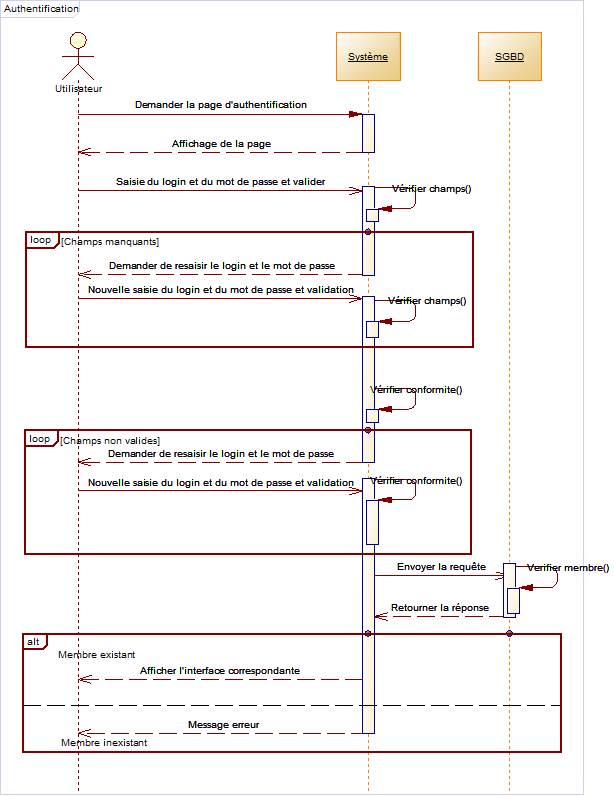 Authentification
Utilisateur
Système
SGBD
Demander la page d'authentification
Affichage de la page
Saisie du login et du mot de passe et valider
Vérifier champs()
loop
[Champs manquants]
Demander de resaisir le login et le mot de passe
Nouvelle saisie du login et du mot de passe et validation
Vérifier champs()
Vérifier conformite()
loop
[Champs non valides]
Demander de resaisir le login et le mot de passe
Nouvelle saisie du login et du mot de passe et validation
Vérifier conformite()
Envoyer la requête
Verifier membre()
Retourner la réponse
alt
Membre existant
Afficher l'interface correspondante
Message erreur
Membre inexistant